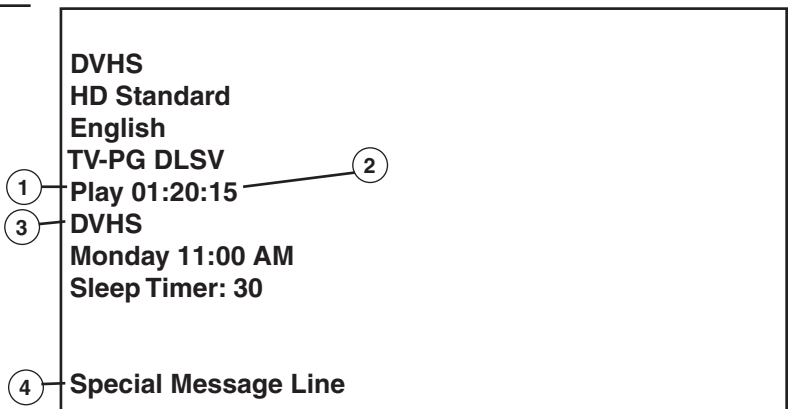 DVHS
HD Standard
English
TV-PG DLSV
2
1 Play 01:20:15
3 DVHS
Monday 11:00 AM
Sleep Timer: 30
4 Special Message Line